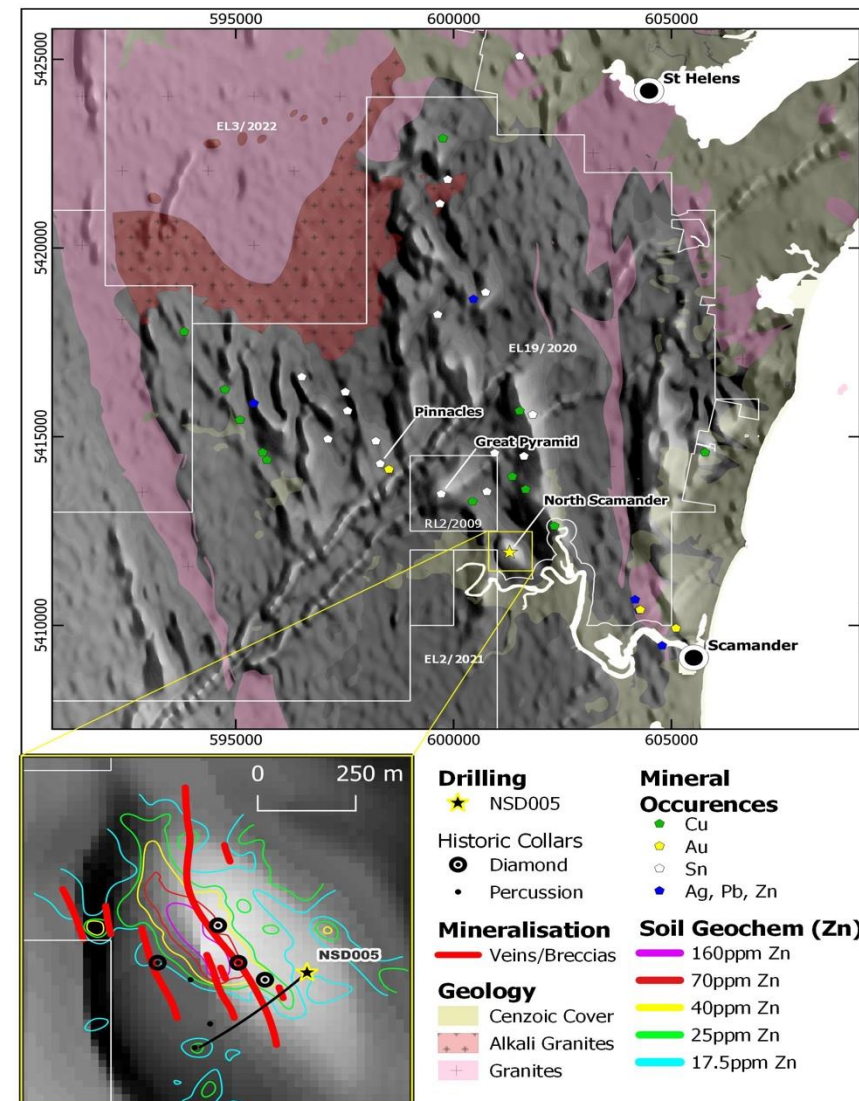 595000 600000 605000
5425000
St Helens
EL3/2022
5420000
EL19/2020
Pinnacles
5415000
Great Pyramid
North Scamander
RL2/2009
5410000
Scamander
EL2/2021
595000 600000 605000
0 250 m
NSD005
Drilling
NSD005
Historic Collars
Diamond
Percussion
Mineralisation
Veins/Breccias
Geology
Cenzoic Cover
Alkali Granites
Granites
Mineral
Occurences
Cu
Au
Sn
Ag, Pb, Zn
Soil Geochem (Zn)
160ppm Zn
70ppm Zn
40ppm Zn
25ppm Zn
17.5ppm Zn